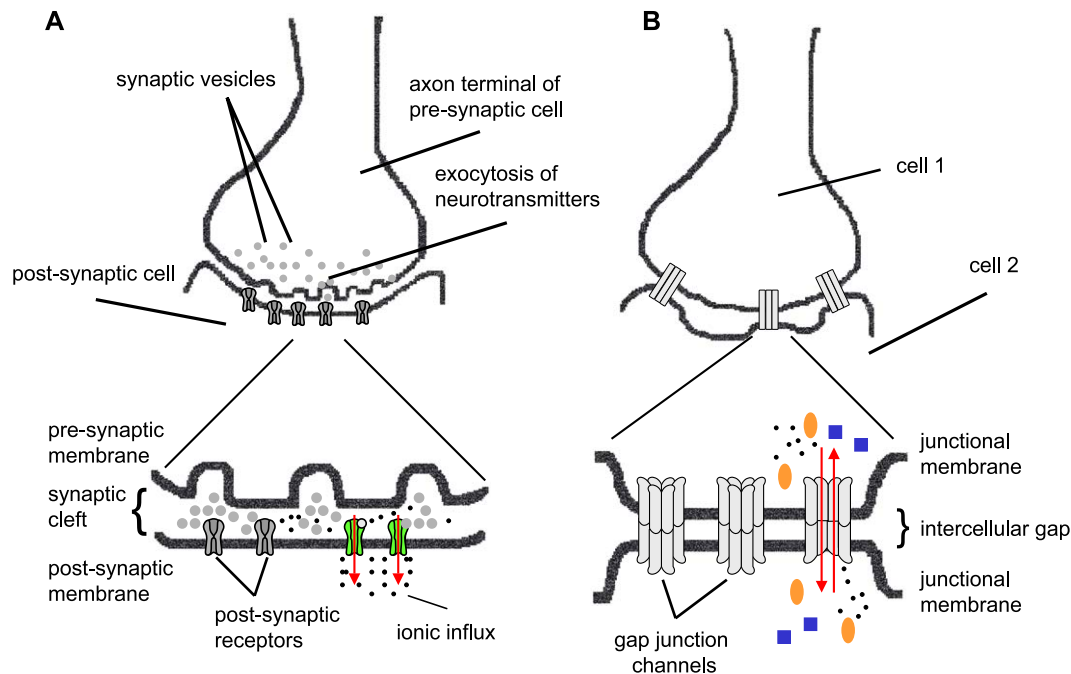 A
synaptic vesicles
axon terminal of
pre-synaptic cell
exocytosis of
neurotransmitters
post-synaptic cell
pre-synaptic
membrane
synaptic
cleft
{
post-synaptic
membrane
post-synaptic
receptors
ionic influx
B
cell 1
cell 2
junctional
membrane
}
intercellular gap
junctional
membrane
gap junction
channels